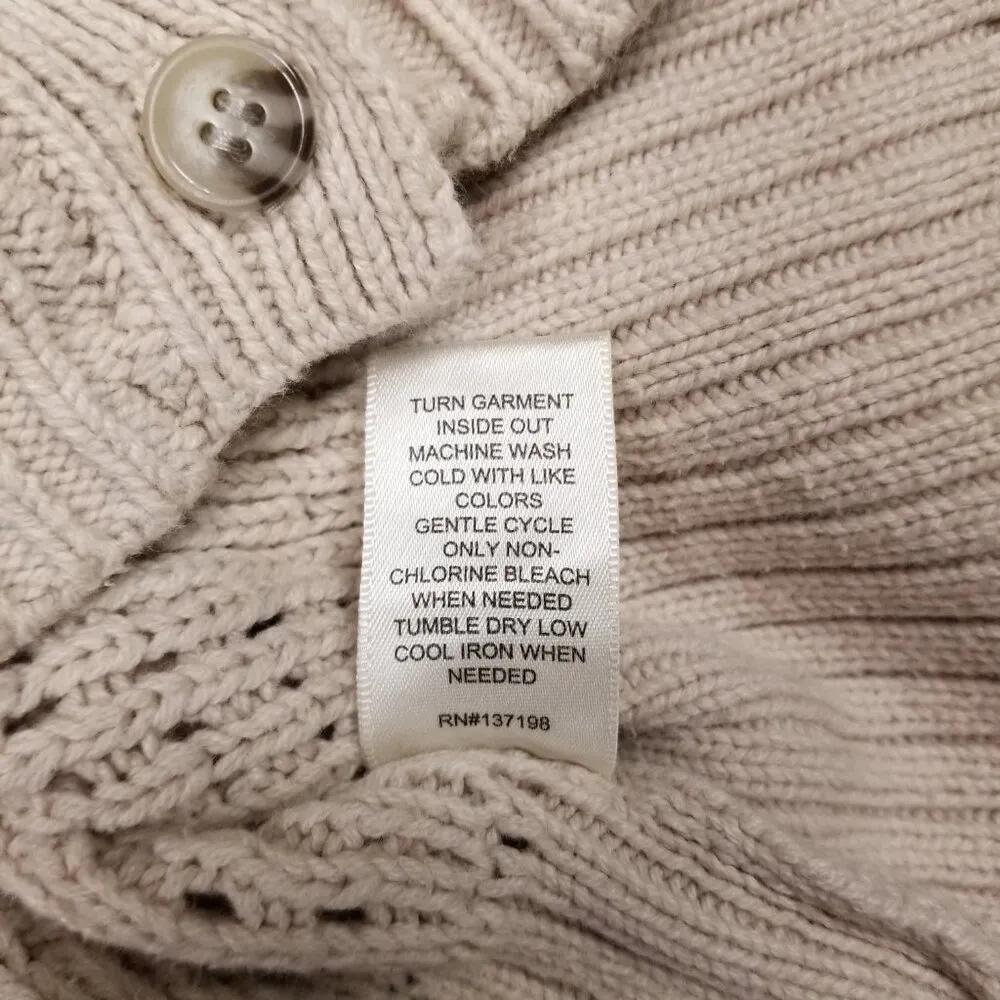 TURN GARMENT
INSIDE OUT
MACHINE WASH
COLD WITH LIKE
COLORS
GENTLE CYCLE
ONLY NON-
CHLORINE BLEACH
WHEN NEEDED
TUMBLE DRY LOW
COOL IRON WHEN
NEEDED
RN#137198